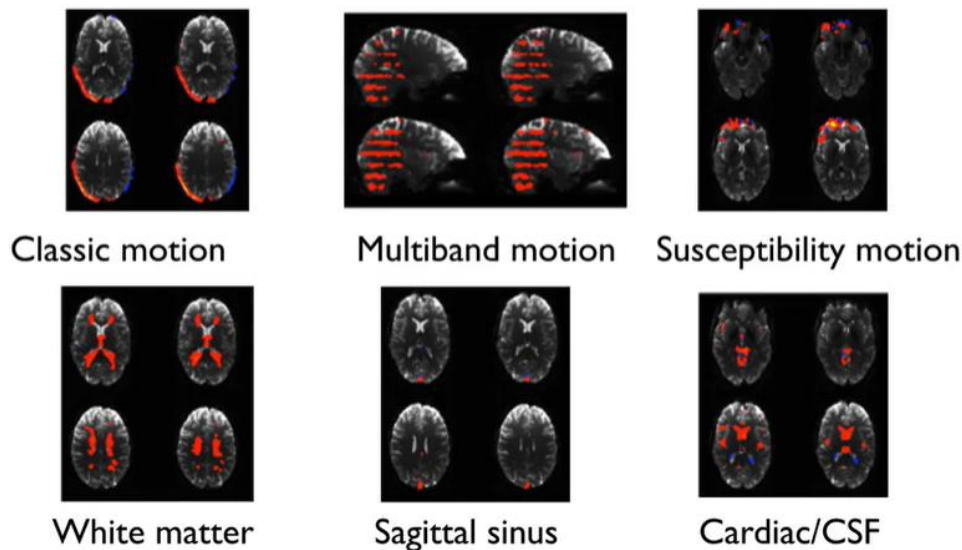 Classic motion
Multiband motion
Susceptibility motion
White matter
Sagittal sinus
Cardiac/CSF